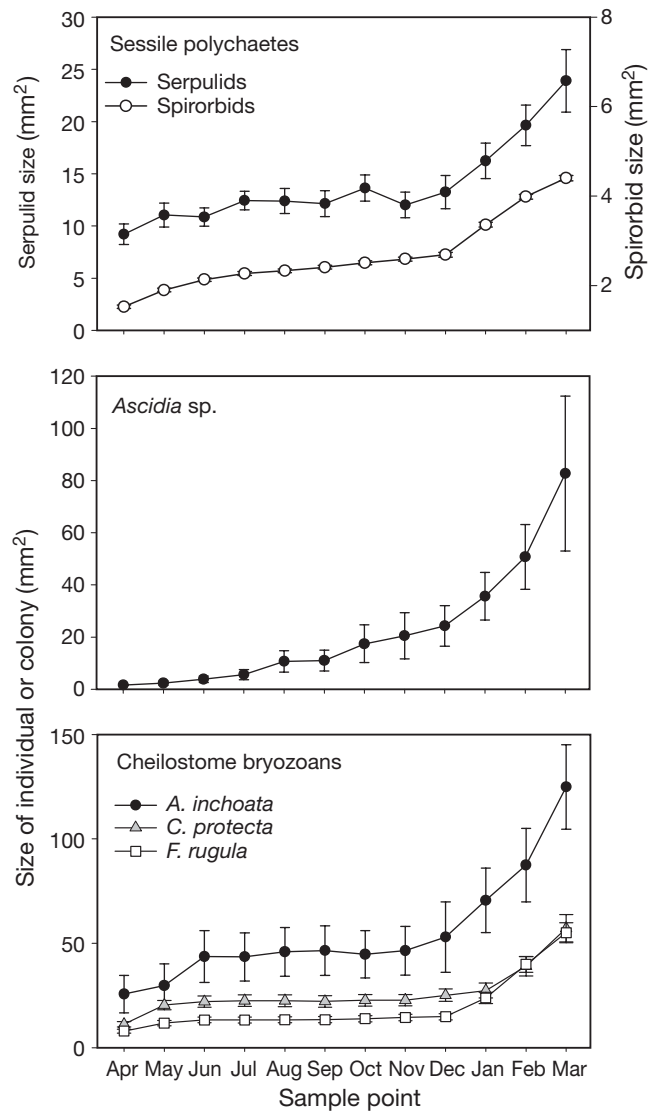 Sessile polychaetes
Serpulids
Spirorbids
Serpulid size (mm²)
30
25
20
15
10
5
0
Spirorbid size (mm²)
8
6
4
2
Ascidia sp.
Size of individual or colony (mm²)
120
100
80
60
40
20
0
Cheilostome bryozoans
A. inchoata
C. protecta
F. rugula
150
100
50
0
Apr May Jun Jul Aug Sep Oct Nov Dec Jan Feb Mar
Sample point